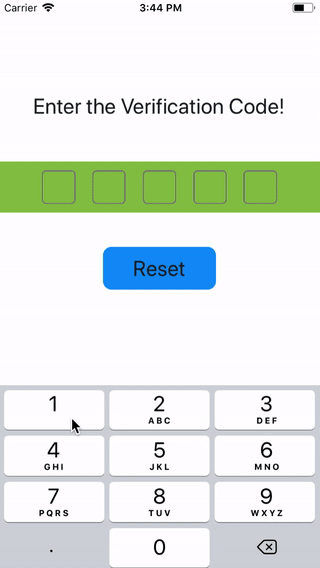 Carrier 3:44 PM
Enter the Verification Code!
Reset
1 2 3
ABC DEF
4 5 6
GHI JKL MNO
7 8 9
PQRS TUV WXYZ
. 0